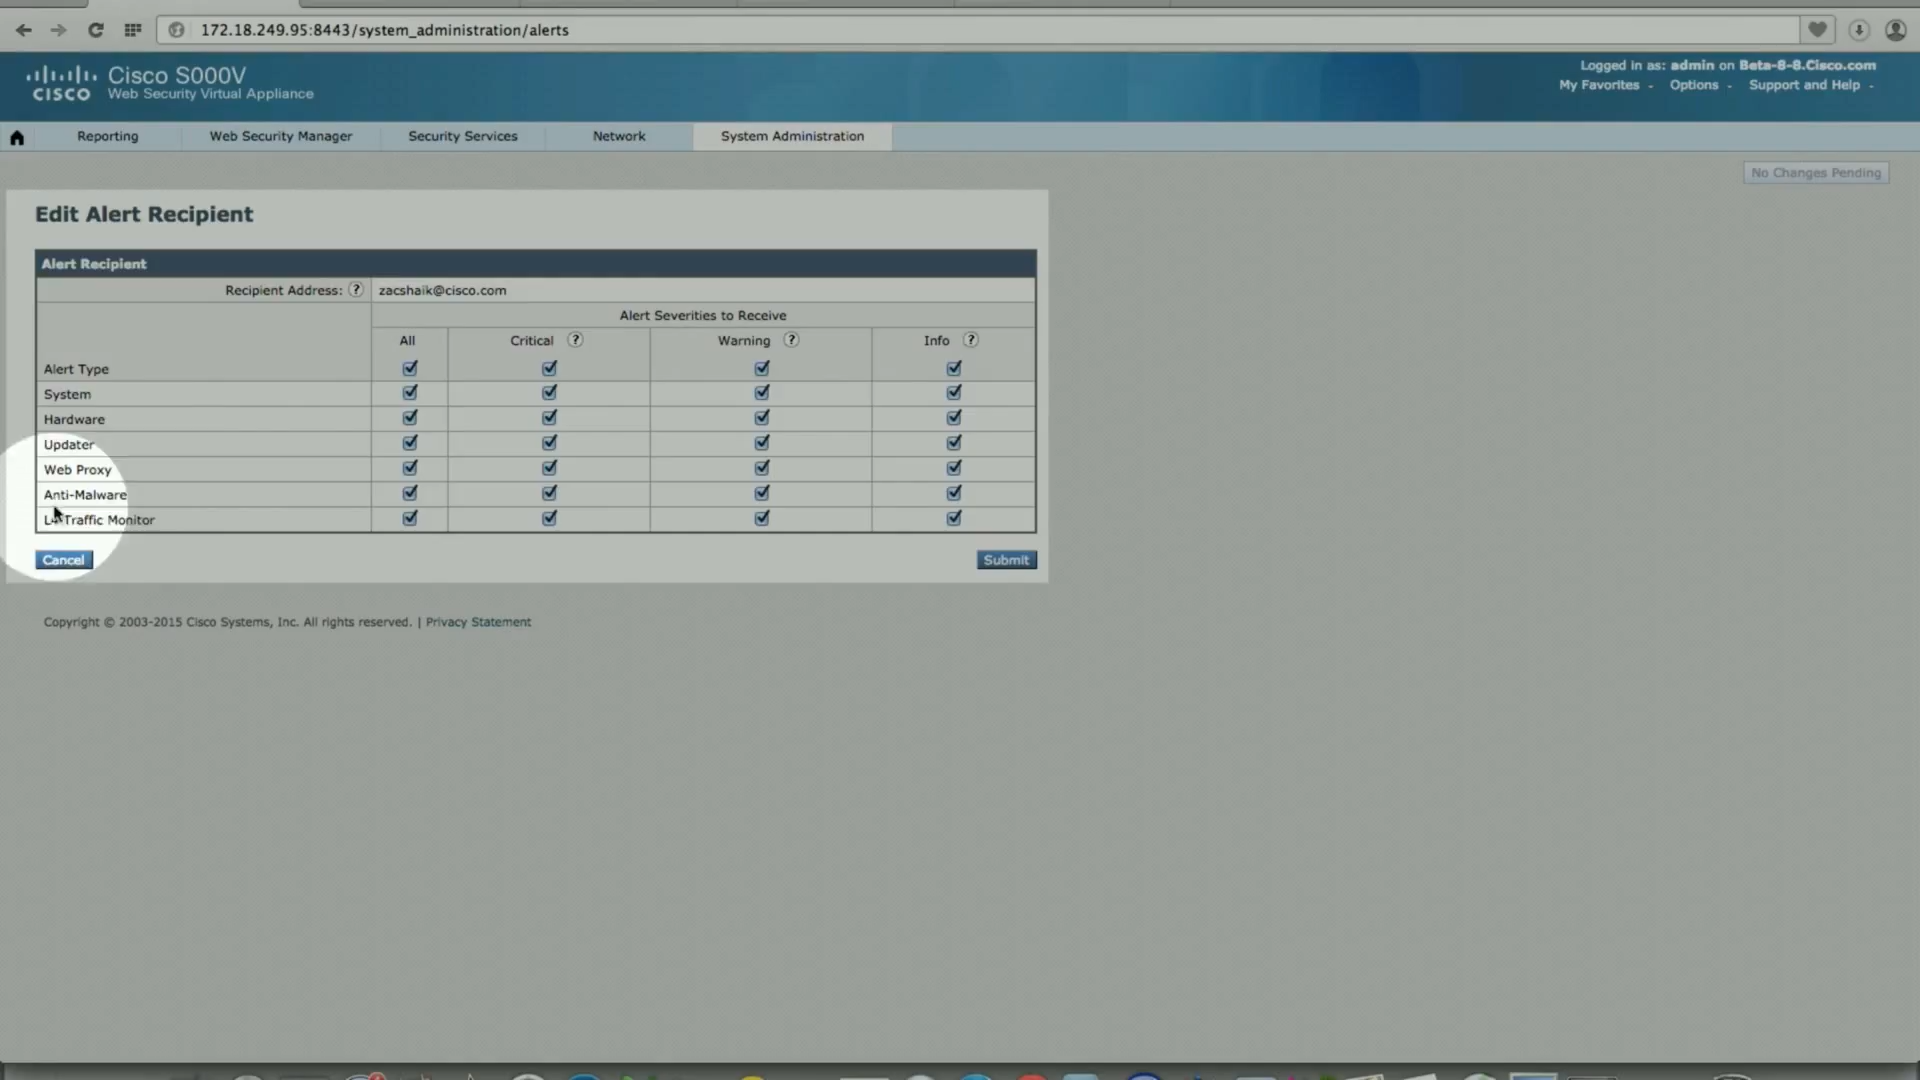 172.18.249.95:8443/system_administration/alerts
CISCO
Cisco S000V
Web Security Virtual Appliance
Logged in as: admin on Beta-8-8.Cisco.com
My Favorites Options Support and Help
Reporting Web Security Manager Security Services Network System Administration
No Changes Pending
Edit Alert Recipient
Alert Recipient
Recipient Address: ? zacshaik@cisco.com
Alert Severities to Receive
All Critical ? Warning ? Info ?
Alert Type
System
Hardware
Updater
Web Proxy
Anti-Malware
L4 Traffic Monitor
Cancel Submit
Copyright © 2003-2015 Cisco Systems, Inc. All rights reserved. | Privacy Statement